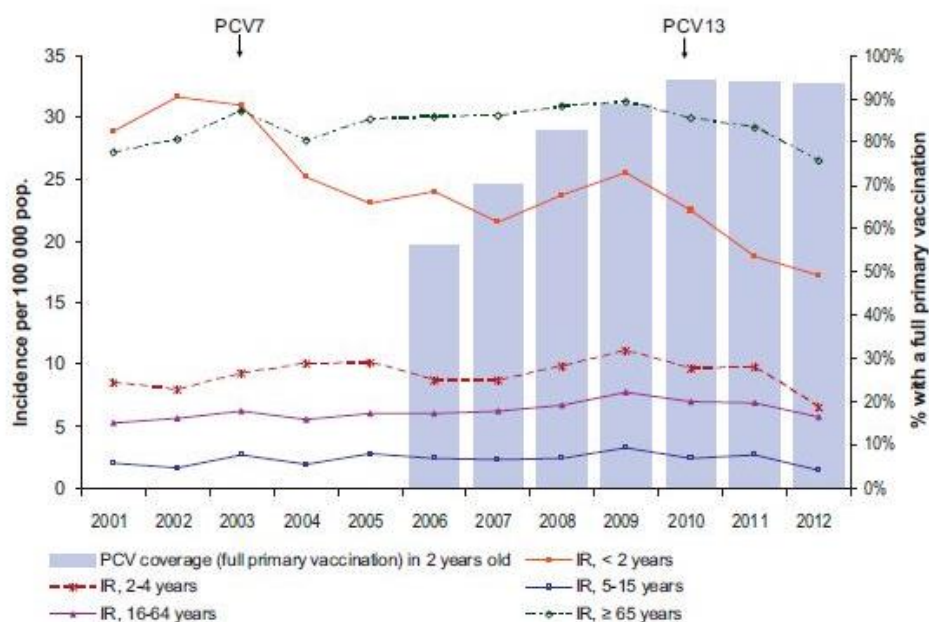 PCV7 PCV13
35 100%
30 90%
80%
25 70%
20 60%
15 50%
40%
10 30%
20%
5 10%
0 0%
Incidence per 100 000 pop.
% with a full primary vaccination
2001 2002 2003 2004 2005 2006 2007 2008 2009 2010 2011 2012
PCV coverage (full primary vaccination) in 2 years old IR, < 2 years
IR, 2-4 years IR, 5-15 years
IR, 16-64 years IR, ≥ 65 years